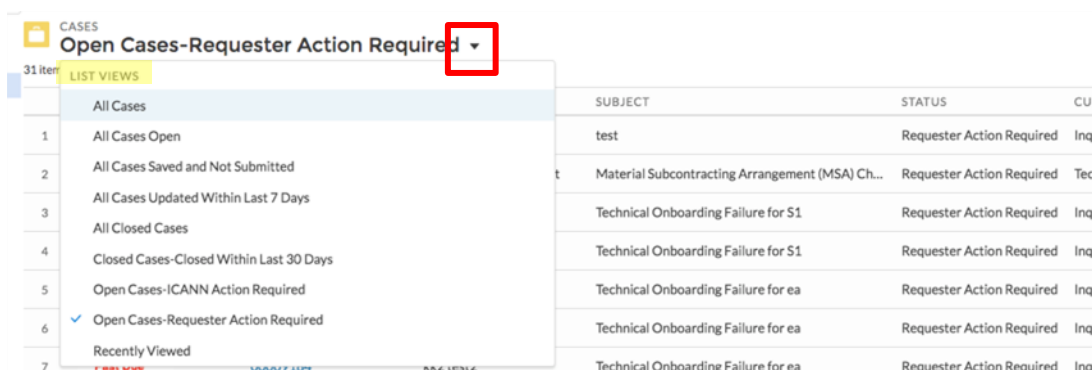 CASES
Open Cases-Requester Action Required
31 item
LIST VIEWS
SUBJECT STATUS CU
All Cases
1 All Cases Open test Requester Action Required Inq
2 All Cases Saved and Not Submitted t Material Subcontracting Arrangement (MSA) Ch... Requester Action Required Tec
All Cases Updated Within Last 7 Days
3 Technical Onboarding Failure for S1 Requester Action Required Inq
All Closed Cases
4 Technical Onboarding Failure for S1 Requester Action Required Inq
Closed Cases-Closed Within Last 30 Days
5 Open Cases-ICANN Action Required Technical Onboarding Failure for ea Requester Action Required Inq
6 Open Cases-Requester Action Required Technical Onboarding Failure for ea Requester Action Required Inq
Recently Viewed
7 Past Due Technical Onboarding Failure for ea Requester Action Required Inq